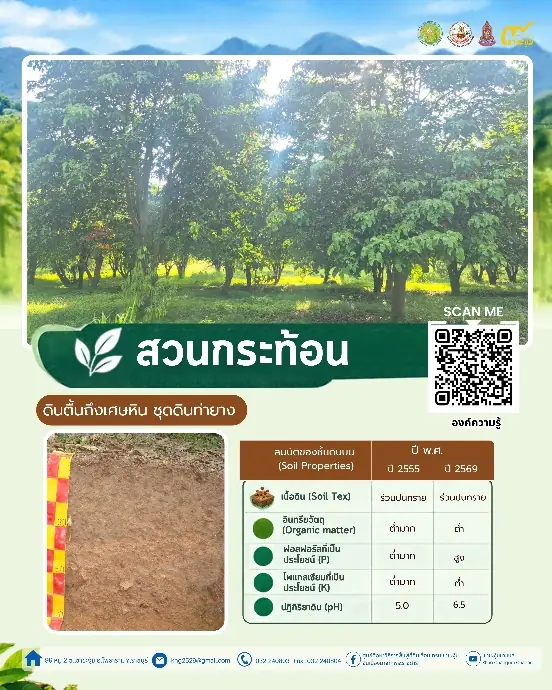 SCAN ME
สวนกระท้อน
องค์ความรู้
ดินตื้นถึงเศษหิน ชุดดินท่ายาง
สมบัติของชั้นดินบน
(Soil Properties)
ปี พ.ศ.
ปี 2555 ปี 2569
เนื้อดิน (Soil Tex) ร่วนปนทราย ร่วนปนทราย
อินทรียวัตถุ
(Organic matter) ต่ำมาก ต่ำ
ฟอสฟอรัสที่เป็น
ประโยชน์ (P) ต่ำมาก สูง
โพแทสเซียมที่เป็น
ประโยชน์ (K) ต่ำมาก ต่ำ
ปฏิกิริยาดิน (pH) 5.0 6.5